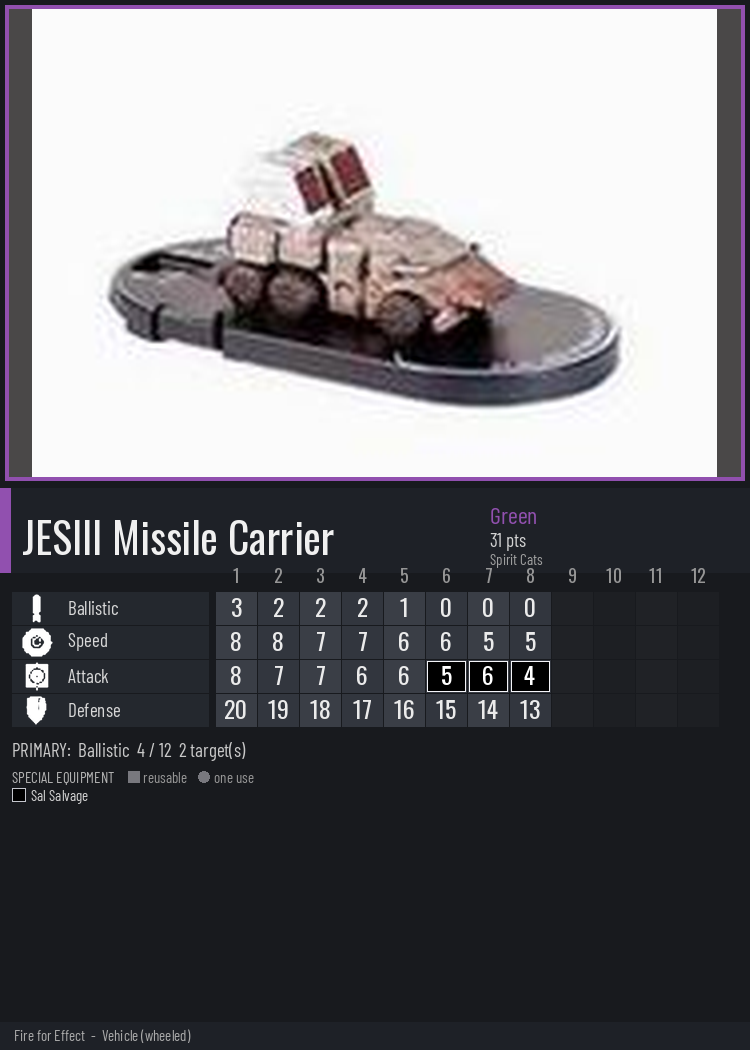 JESIII Missile Carrier
Green
31 pts
Spirit Cats
1 2 3 4 5 6 7 8 9 10 11 12
Ballistic 3 2 2 2 1 0 0 0
Speed 8 8 7 7 6 6 5 5
Attack 8 7 7 6 6 5 6 4
Defense 20 19 18 17 16 15 14 13
PRIMARY: Ballistic 4 / 12 2 target(s)
SPECIAL EQUIPMENT reusable one use
Sal Salvage
Fire for Effect - Vehicle (wheeled)